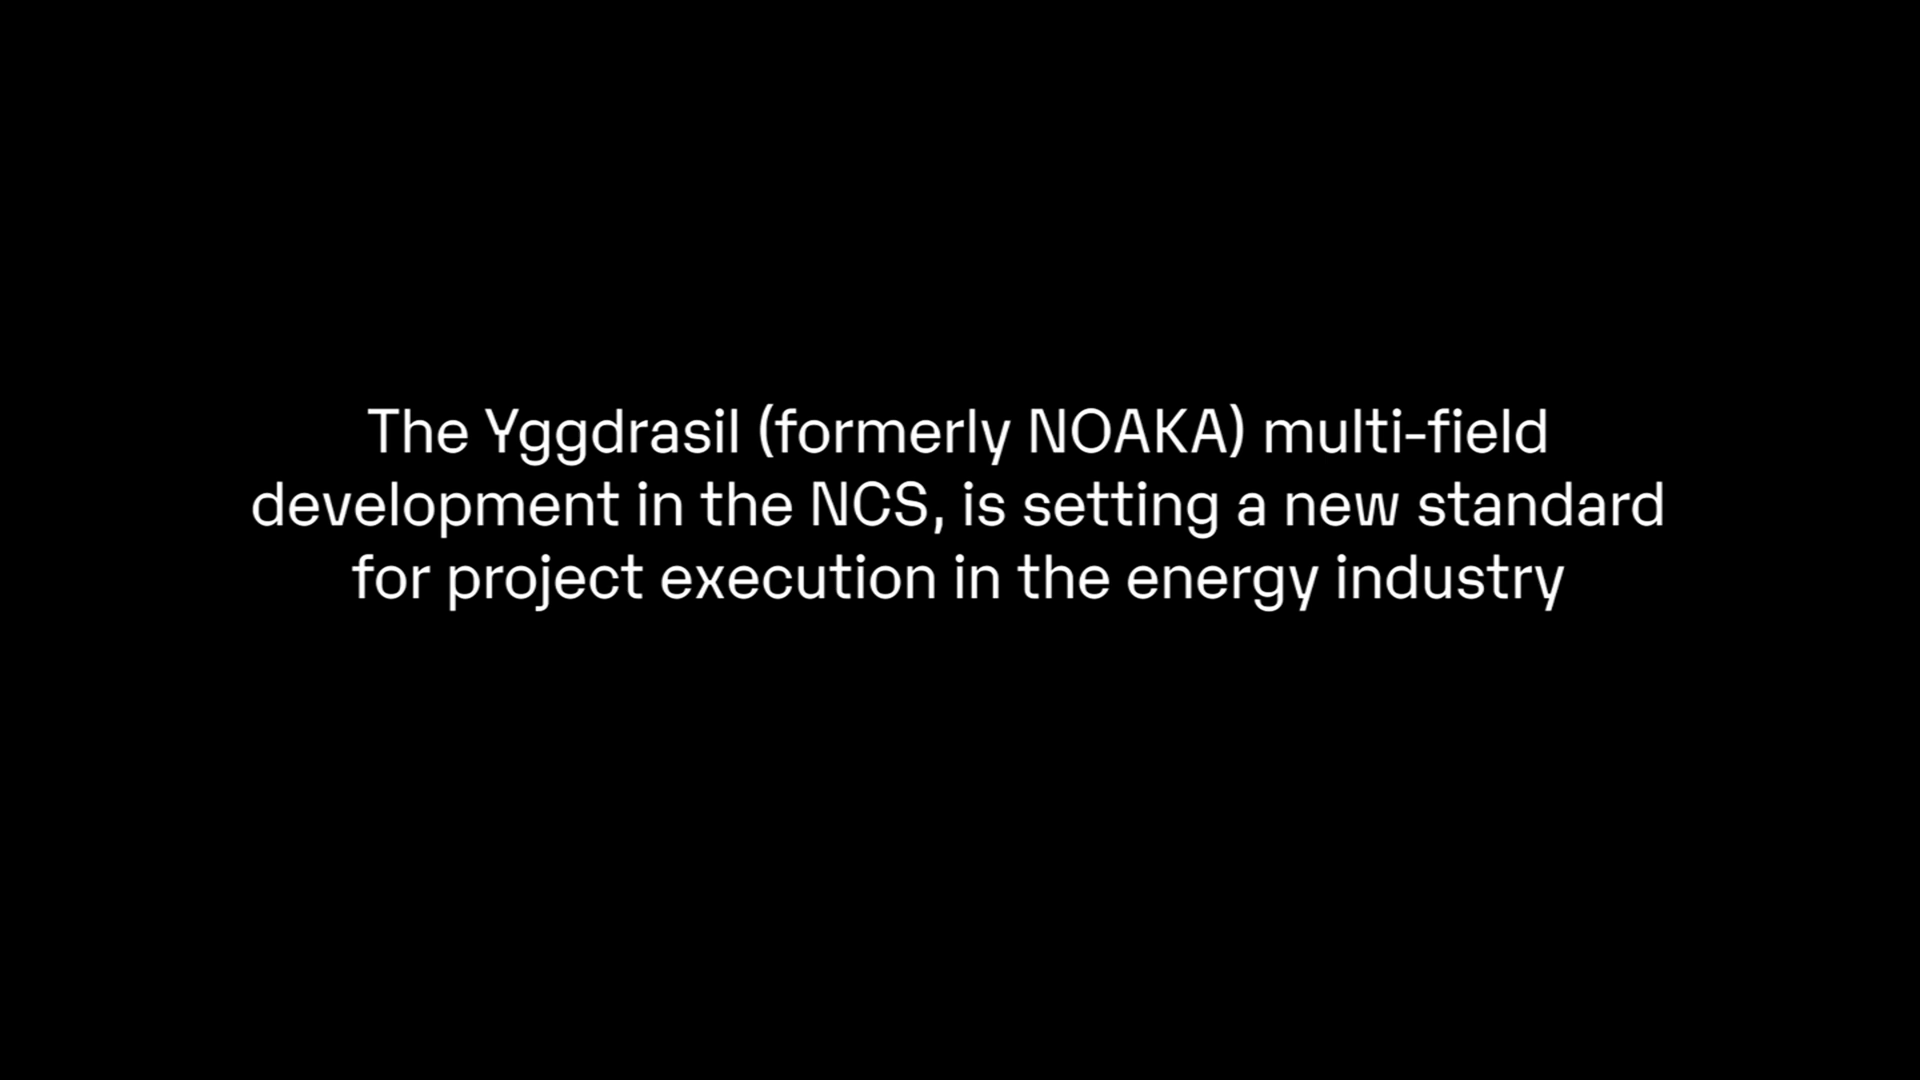 The Yggdrasil (formerly NOAKA) multi-field
development in the NCS, is setting a new standard
for project execution in the energy industry